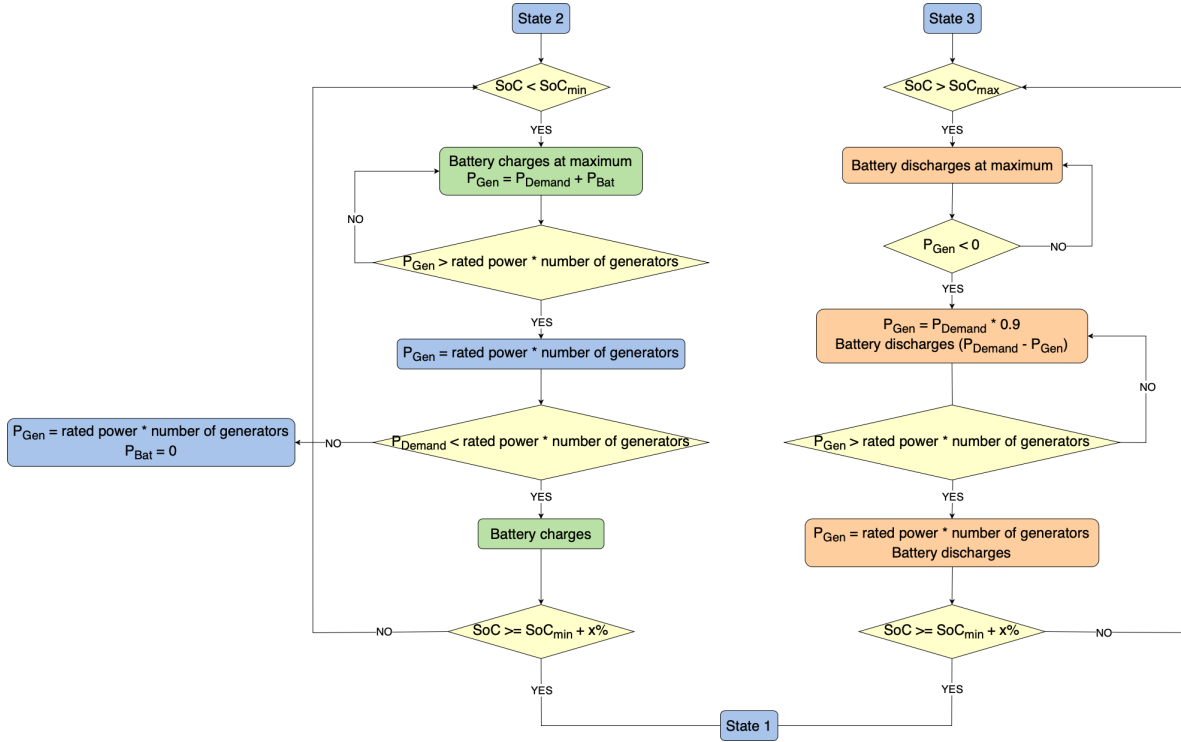 State 2
SoC < SoCmin
YES
Battery charges at maximum
PGen = PDemand + PBat
NO
PGen > rated power * number of generators
YES
PGen = rated power * number of generators
PDemand < rated power * number of generators
NO
PGen = rated power * number of generators
PBat = 0
YES
Battery charges
SoC >= SoCmin + x%
NO
YES
State 3
SoC > SoCmax
YES
Battery discharges at maximum
PGen < 0
NO
YES
PGen = PDemand * 0.9
Battery discharges (PDemand - PGen)
NO
PGen > rated power * number of generators
YES
PGen = rated power * number of generators
Battery discharges
SoC >= SoCmin + x%
NO
YES
State 1